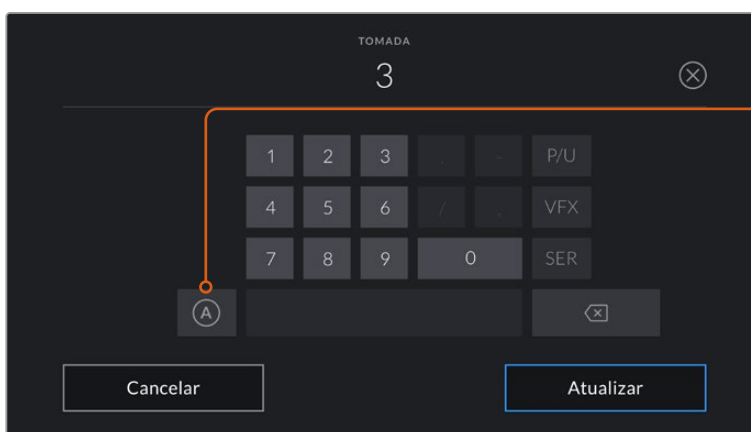 TOMADA
3
1 2 3 . - P/U
4 5 6 / , VFX
7 8 9 0 SER
A
Cancelar Atualizar